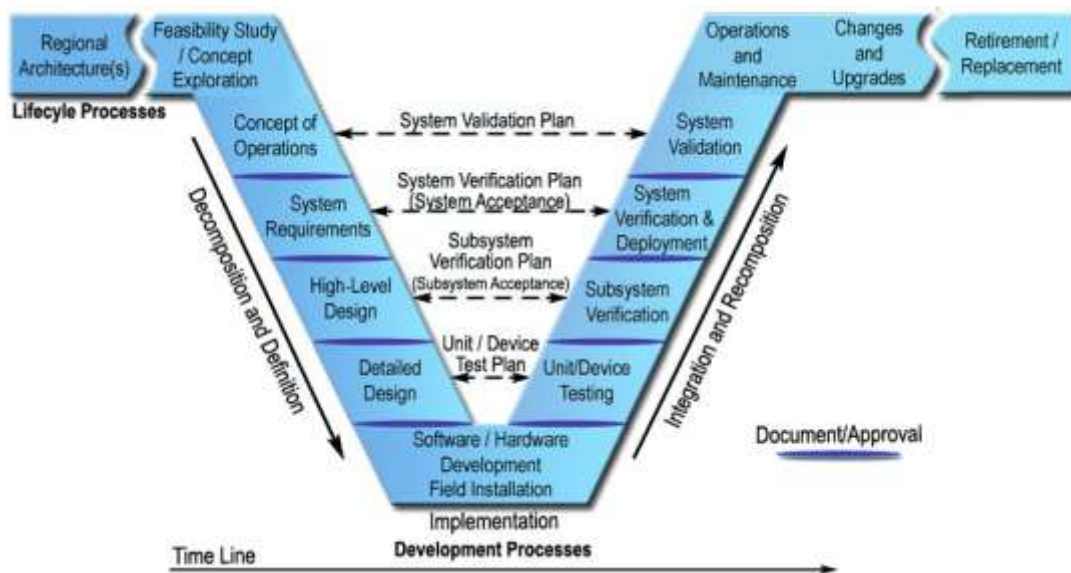 Regional
Architecture(s)
Feasibility Study
/ Concept
Exploration
Operations
and
Maintenance
Changes
and
Upgrades
Retirement /
Replacement
Lifecyle Processes
Concept of
Operations
System Validation Plan
System
Validation
System
Requirements
System Verification Plan
(System Acceptance)
System
Verification &
Deployment
High-Level
Design
Subsystem
Verification Plan
(Subsystem Acceptance)
Subsystem
Verification
Detailed
Design
Unit / Device
Test Plan
Unit/Device
Testing
Decomposition and Definition
Integration and Recomposition
Software / Hardware
Development
Field Installation
Document/Approval
Implementation
Development Processes
Time Line